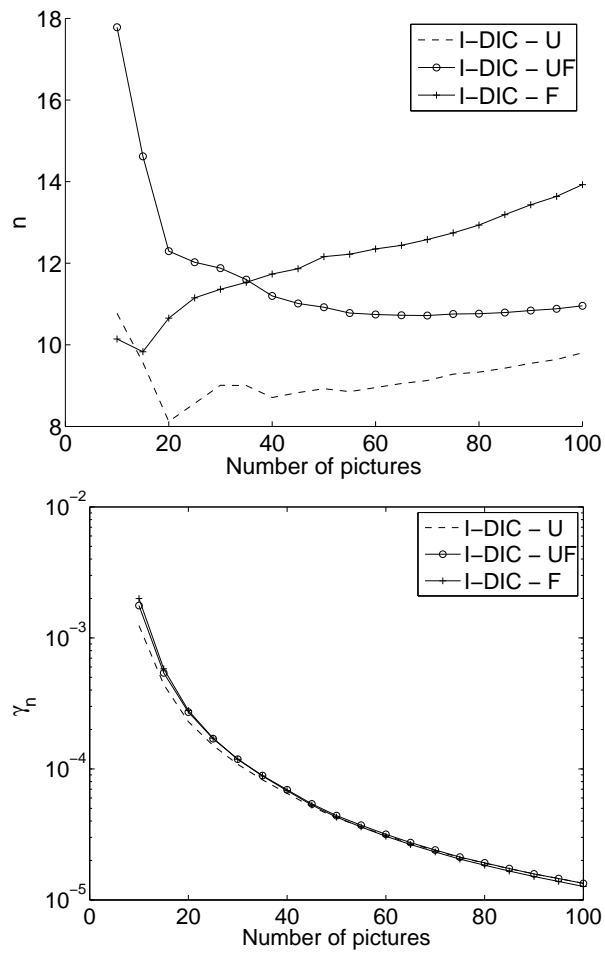 18
16
14
12
10
8
n
0
20
40
60
80
100
Number of pictures
I−DIC − U
I−DIC − UF
I−DIC − F
10−2
10−3
10−4
10−5
γn
0
20
40
60
80
100
Number of pictures
I−DIC − U
I−DIC − UF
I−DIC − F